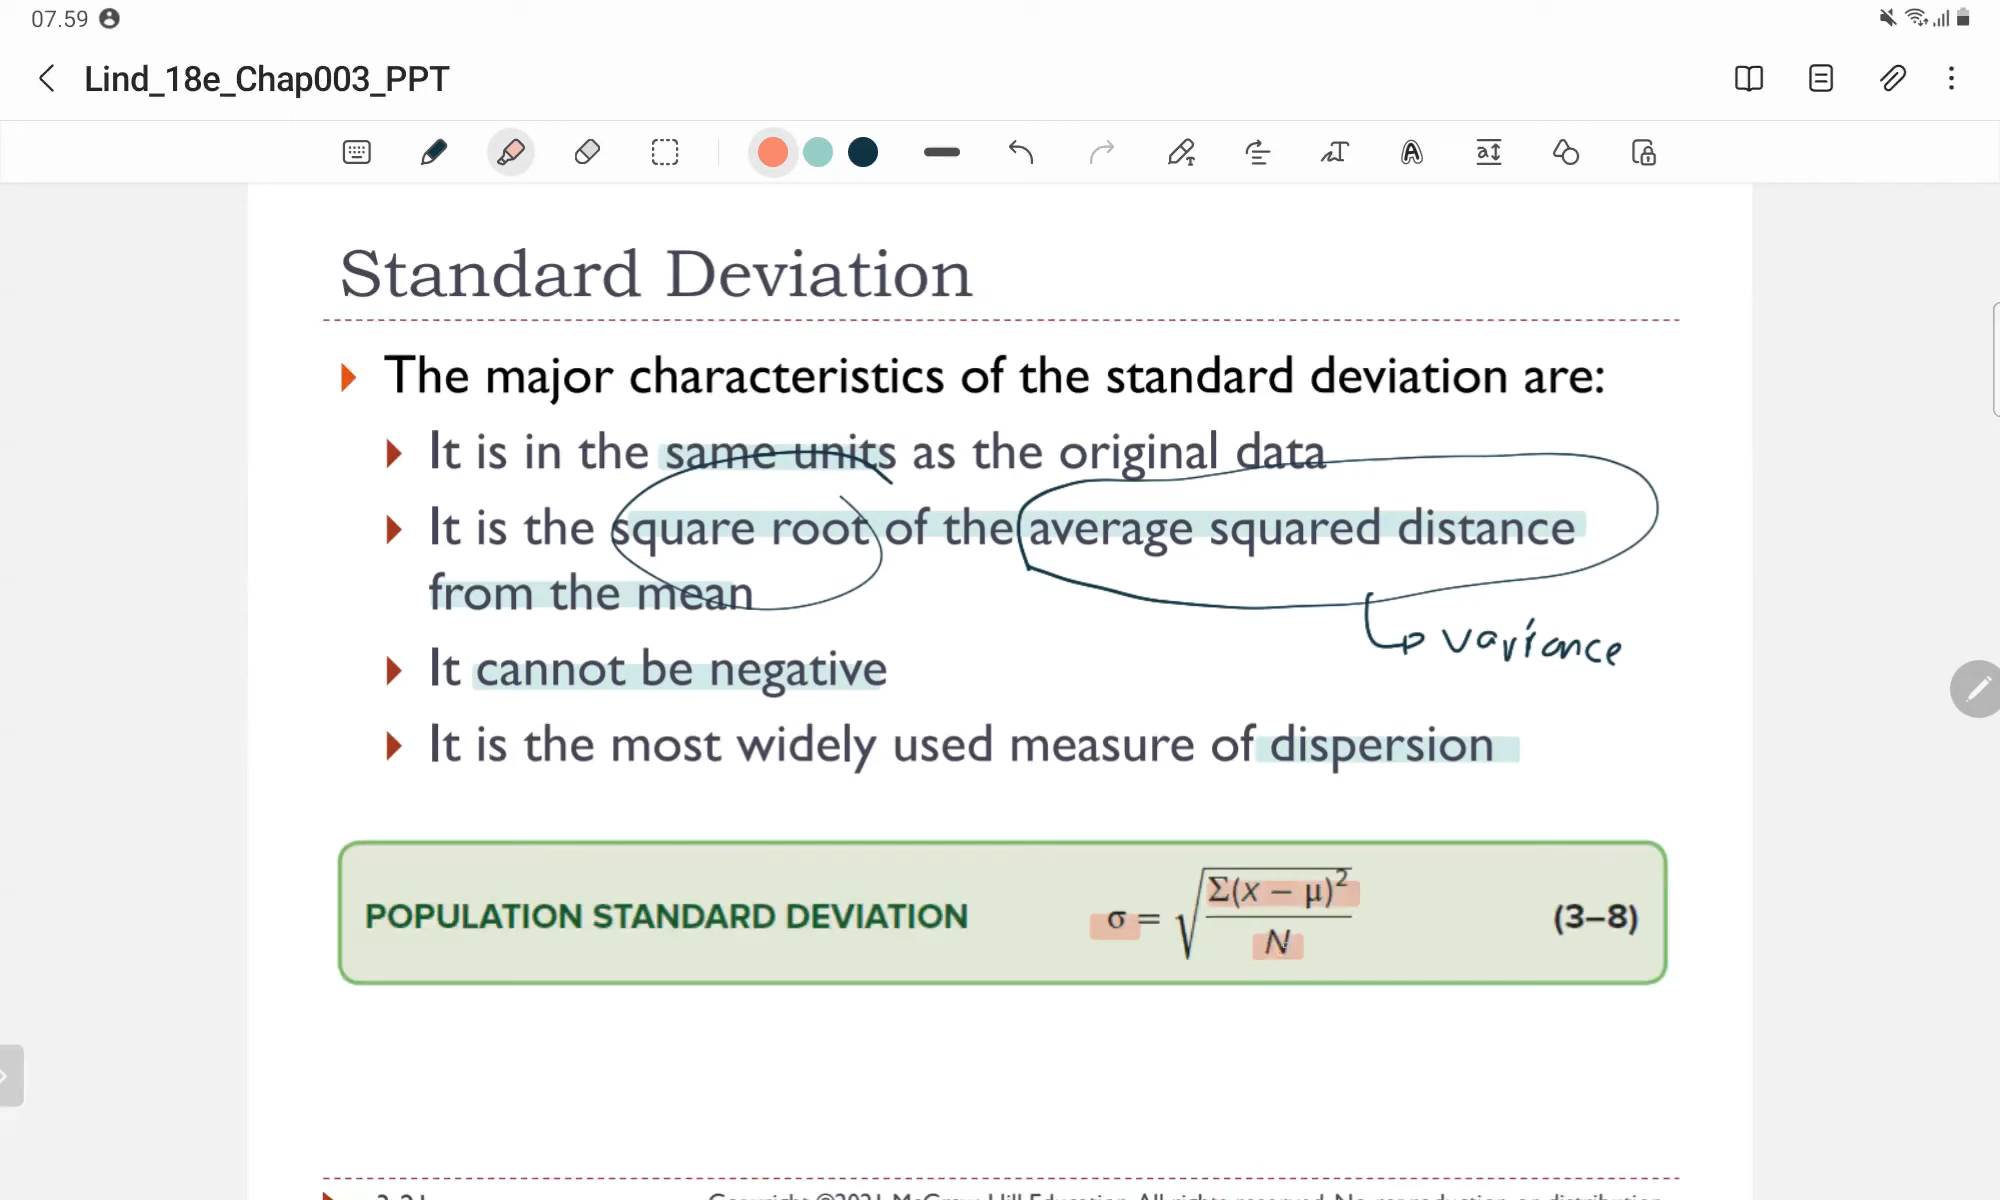 07.59
Lind_18e_Chap003_PPT
Standard Deviation
The major characteristics of the standard deviation are:
It is in the same units as the original data
It is the square root of the average squared distance
from the mean
variance
It cannot be negative
It is the most widely used measure of dispersion
POPULATION STANDARD DEVIATION σ = √ Σ(x − μ)² / N (3–8)